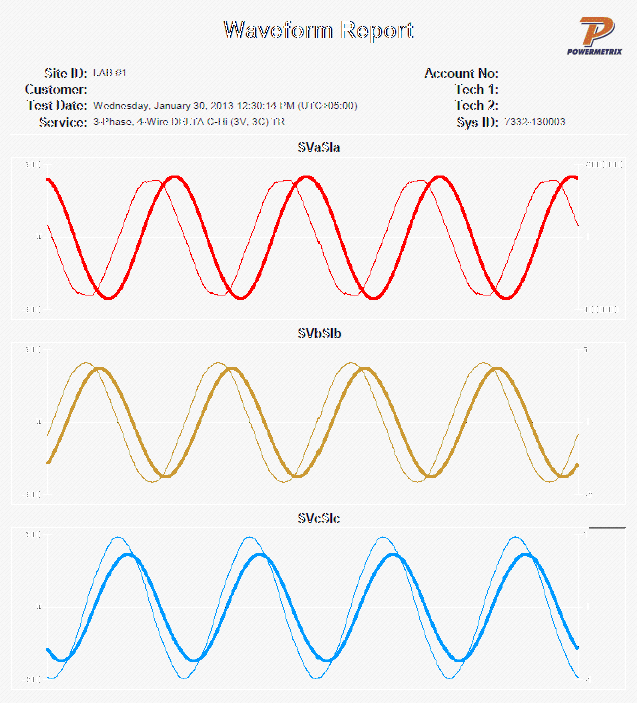 Waveform Report
POWERMETRIX
Site ID: LAB #1
Account No:
Customer:
Tech 1:
Test Date: Wednesday, January 30, 2013 12:30:14 PM (UTC-05:00)
Tech 2:
Service: 3-Phase, 4-Wire DELTA C-Hi (3V, 3C) TR
Sys ID: 7332-130003
SVaSIa
SVbSIb
SVcSIc